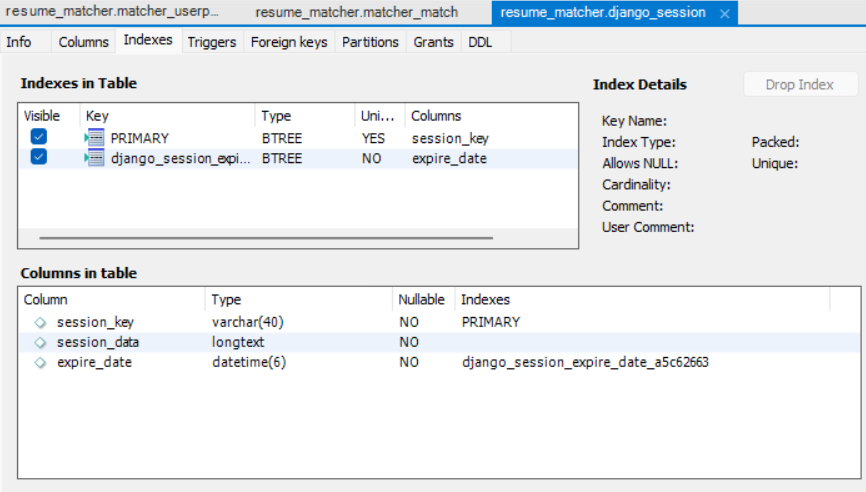 resume_matcher.matcher_userp... resume_matcher.matcher_match resume_matcher.django_session ×
Info Columns Indexes Triggers Foreign keys Partitions Grants DDL
Indexes in Table
Visible Key Type Uni... Columns
PRIMARY BTREE YES session_key
django_session_expi... BTREE NO expire_date
Index Details Drop Index
Key Name:
Index Type: Packed:
Allows NULL: Unique:
Cardinality:
Comment:
User Comment:
Columns in table
Column Type Nullable Indexes
session_key varchar(40) NO PRIMARY
session_data longtext NO
expire_date datetime(6) NO django_session_expire_date_a5c62663